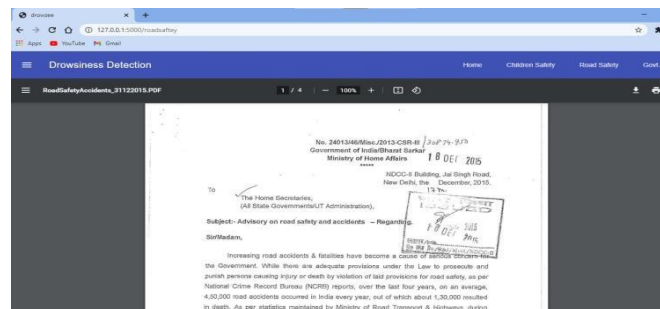 drowsee
127.0.0.1:5000/roadsaftey
Apps YouTube Gmail
Drowsiness Detection Home Children Safety Road Safety Govt.
RoadSafetyAccidents_31122015.PDF 1 / 4 100%
No. 24013/46/Misc./2013-CSR-III
Government of India/Bharat Sarkar
Ministry of Home Affairs
*****
18 DEC 2015
NDCC-II Building, Jai Singh Road,
New Delhi, the December, 2015.
To
The Home Secretaries,
(All State Governments/UT Administration),
Subject:- Advisory on road safety and accidents – Regarding.
Sir/Madam,
Increasing road accidents & fatalities have become a cause of serious concern for
the Government. While there are adequate provisions under the Law to prosecute and
punish persons causing injury or death by violation of laid provisions for road safety, as per
National Crime Record Bureau (NCRB) reports, over the last four years, on an average,
4,50,000 road accidents occurred in India every year, out of which about 1,30,000 resulted
in death. As per statistics maintained by Ministry of Road Transport & Highways, during